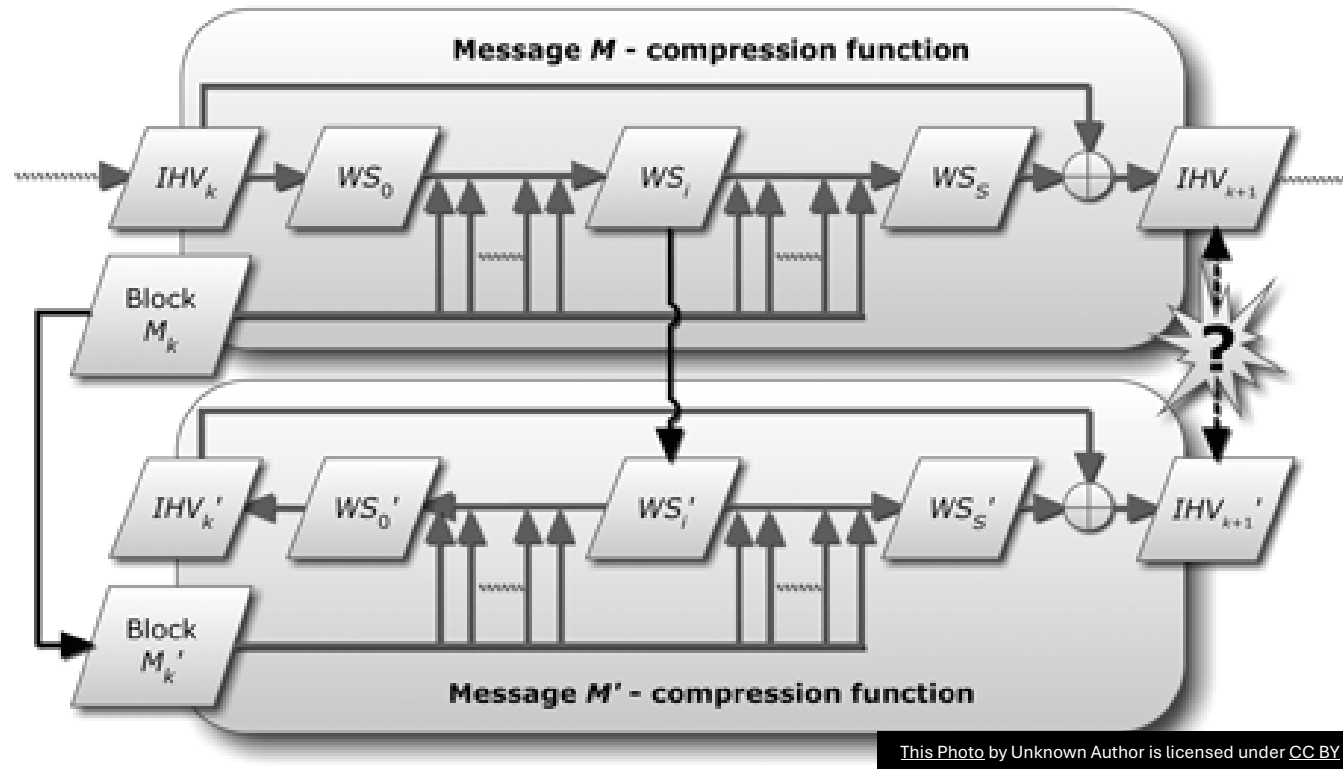 Message M - compression function
IHVₖ
WS₀
WSᵢ
WSₛ
IHVₖ₊₁
Block
Mₖ
?
IHVₖ'
WS₀'
WSᵢ'
WSₛ'
IHVₖ₊₁'
Block
Mₖ'
Message M' - compression function
This Photo by Unknown Author is licensed under CC BY